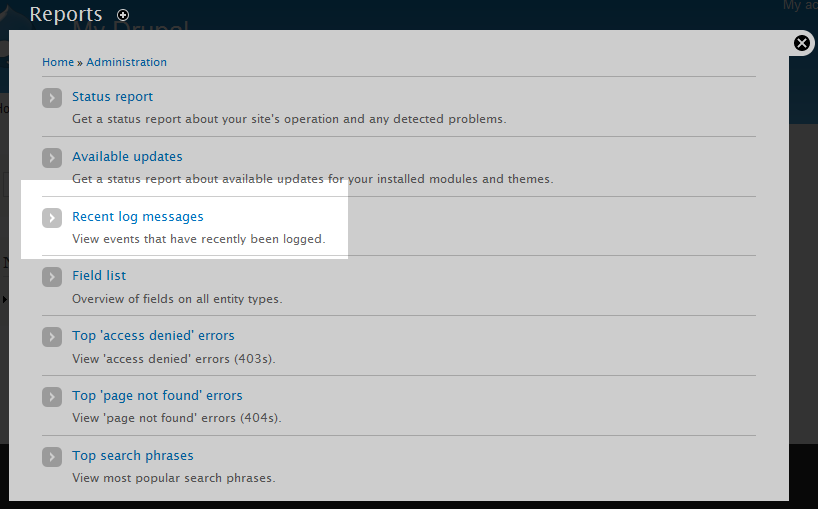 Reports
My ac
My Drupal
Home » Administration
Status report
Get a status report about your site's operation and any detected problems.
Available updates
Get a status report about available updates for your installed modules and themes.
Recent log messages
View events that have recently been logged.
Field list
Overview of fields on all entity types.
Top 'access denied' errors
View 'access denied' errors (403s).
Top 'page not found' errors
View 'page not found' errors (404s).
Top search phrases
View most popular search phrases.